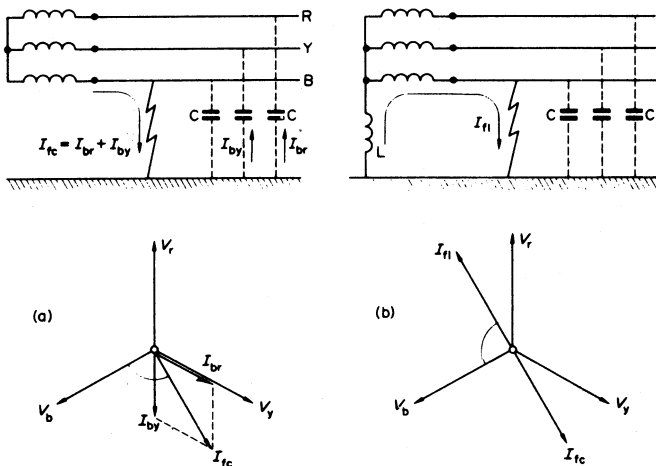 R
Y
B
C
C
I_fc = I_br + I_by
I_by
I_br
L
I_fl
C
C
(a)
V_r
I_br
V_b
V_y
I_by
I_fc
(b)
I_fl
V_r
V_b
V_y
I_fc